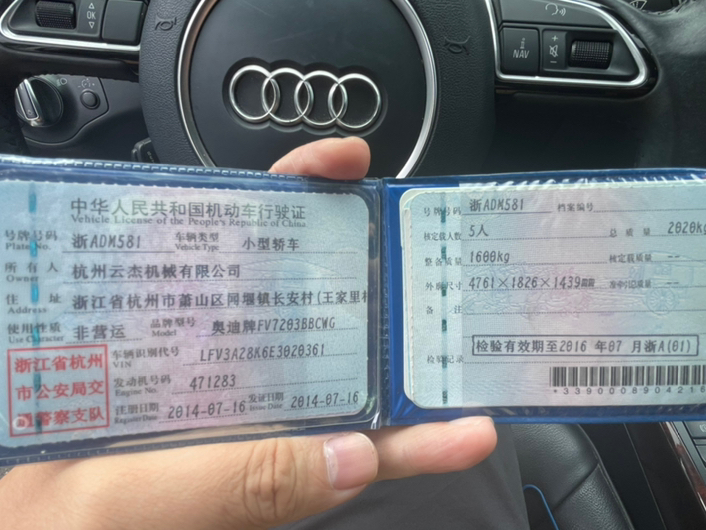 OK
NAV
中华人民共和国机动车行驶证
Vehicle License of the People's Republic of China
号牌号码 浙ADM581 车辆类型 小型轿车
Plate No. Vehicle Type
所有人 杭州云杰机械有限公司
Owner
住址 浙江省杭州市萧山区闻堰镇长安村(王家里
Address
使用性质 非营运 品牌型号 奥迪牌FV7203BBCWG
Use Character Model
浙江省杭州
市公安局交
警察支队
车辆识别代号 LFV3A28K6E3020361
VIN
发动机号码 471283
Engine No.
注册日期 2014-07-16 发证日期 2014-07-16
Register Date Issue Date
号牌号码 浙ADM581 档案编号
核定载人数 5人 总质量 2020kg
整备质量 1600kg 核定载质量 --
外廓尺寸 4761×1826×1439 --
备注
检验有效期至2016年07月浙A(01)
检验记录